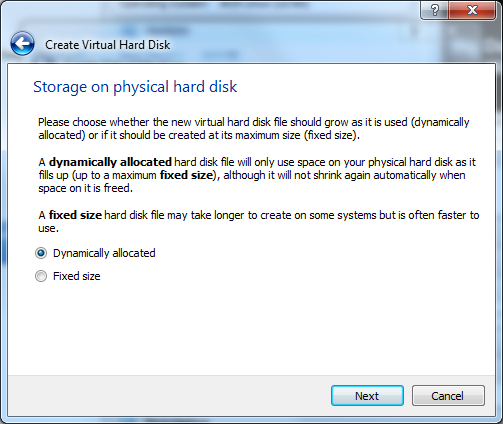 Create Virtual Hard Disk
Storage on physical hard disk
Please choose whether the new virtual hard disk file should grow as it is used (dynamically
allocated) or if it should be created at its maximum size (fixed size).
A dynamically allocated hard disk file will only use space on your physical hard disk as it
fills up (up to a maximum fixed size), although it will not shrink again automatically when
space on it is freed.
A fixed size hard disk file may take longer to create on some systems but is often faster to
use.
Dynamically allocated
Fixed size
Next
Cancel